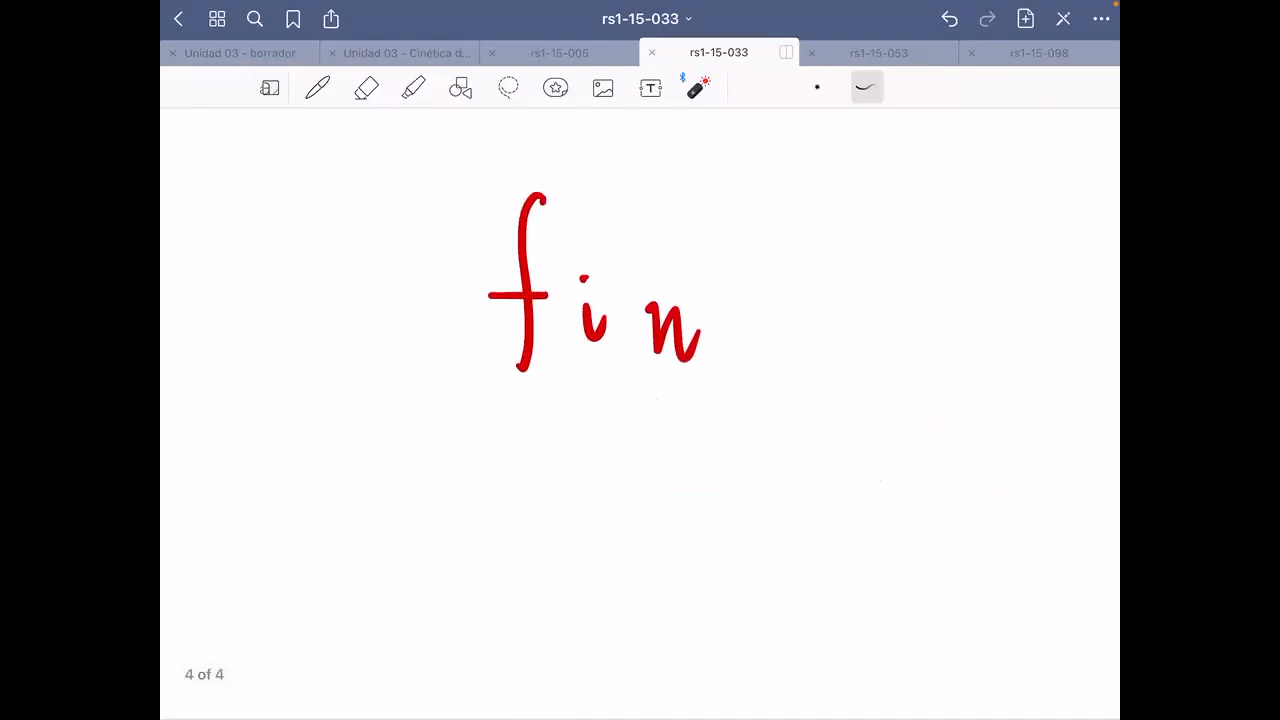 rs1-15-033
Unidad 03 - borrador
Unidad 03 - Cinética d...
rs1-15-005
rs1-15-033
rs1-15-053
rs1-15-098
T
fin
4 of 4